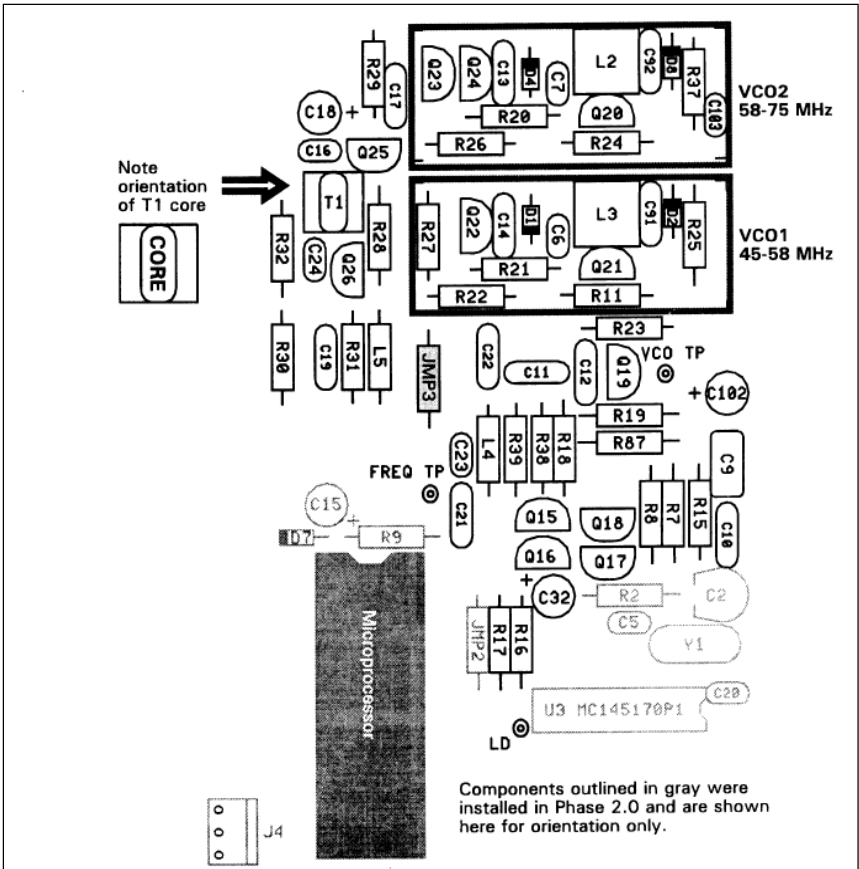 R29
C17
Q23
Q24
C13
D4
C7
L2
C92
D8
R37
C103
VCO2
58-75 MHz
C18 +
R20
Q20
R26
R24
C16
Q25
Note
orientation
of T1 core
CORE
T1
R32
C24
Q26
R28
R27
Q22
C14
D1
C6
L3
C91
D2
R25
VCO1
45-58 MHz
R21
Q21
R22
R11
R23
R30
C19
R31
L5
JMP3
C22
C11
C12
Q19
VCO TP
+ C102
R19
R87
C23
L4
R39
R38
R18
C9
FREQ TP
C15
+
C21
Q15
Q18
R8
R7
R15
C10
D7
R9
Q16
Q17
+
C32
R2
C2
C5
Y1
Microprocessor
JMP2
R17
R16
C20
U3 MC145170P1
LD
J4
Components outlined in gray were
installed in Phase 2.0 and are shown
here for orientation only.